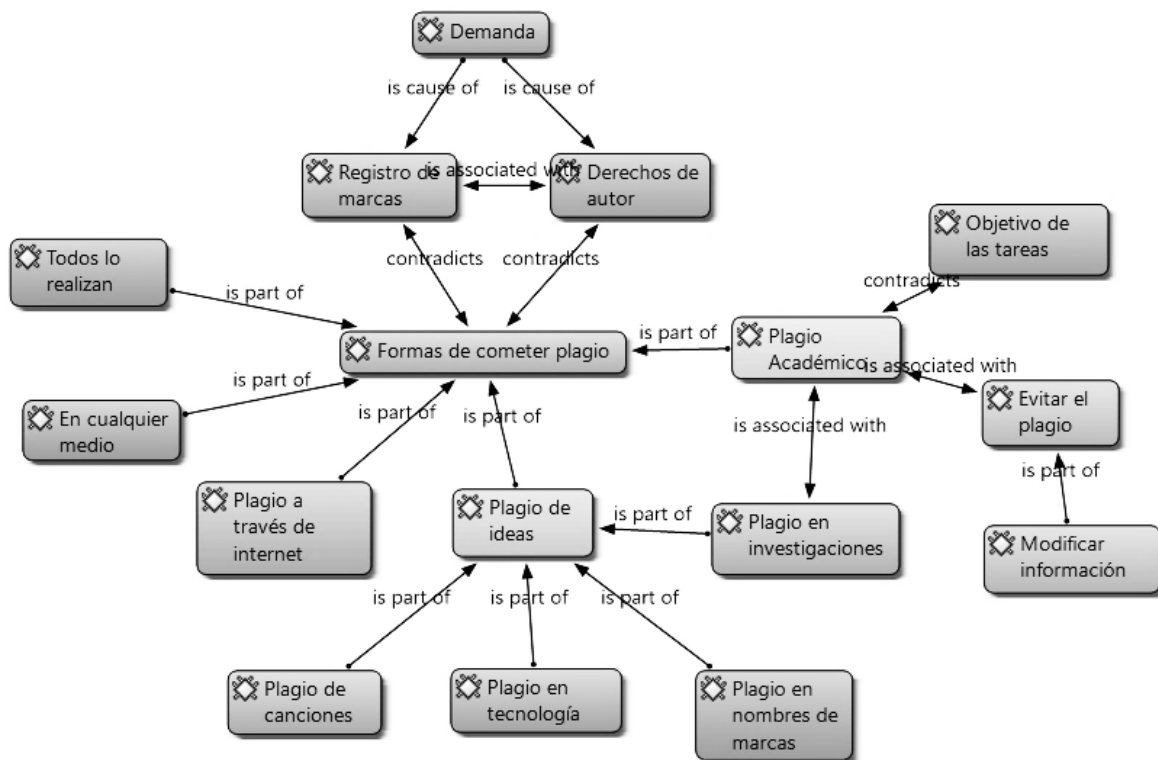 Demanda
is cause of
is cause of
Registro de
marcas
is associated with
Derechos de
autor
Objetivo de
las tareas
Todos lo
realizan
contradicts
contradicts
contradicts
is part of
Formas de cometer plagio
is part of
Plagio
Académico
is associated with
is part of
En cualquier
medio
is part of
is part of
is associated with
Evitar el
plagio
is part of
Plagio a
través de
internet
Plagio de
ideas
is part of
Plagio en
investigaciones
Modificar
información
is part of
is part of
is part of
Plagio de
canciones
Plagio en
tecnología
Plagio en
nombres de
marcas